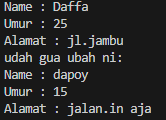 Name : Daffa
Umur : 25
Alamat : jl.jambu
udah gua ubah ni:
Name : dapoy
Umur : 15
Alamat : jalan.in aja